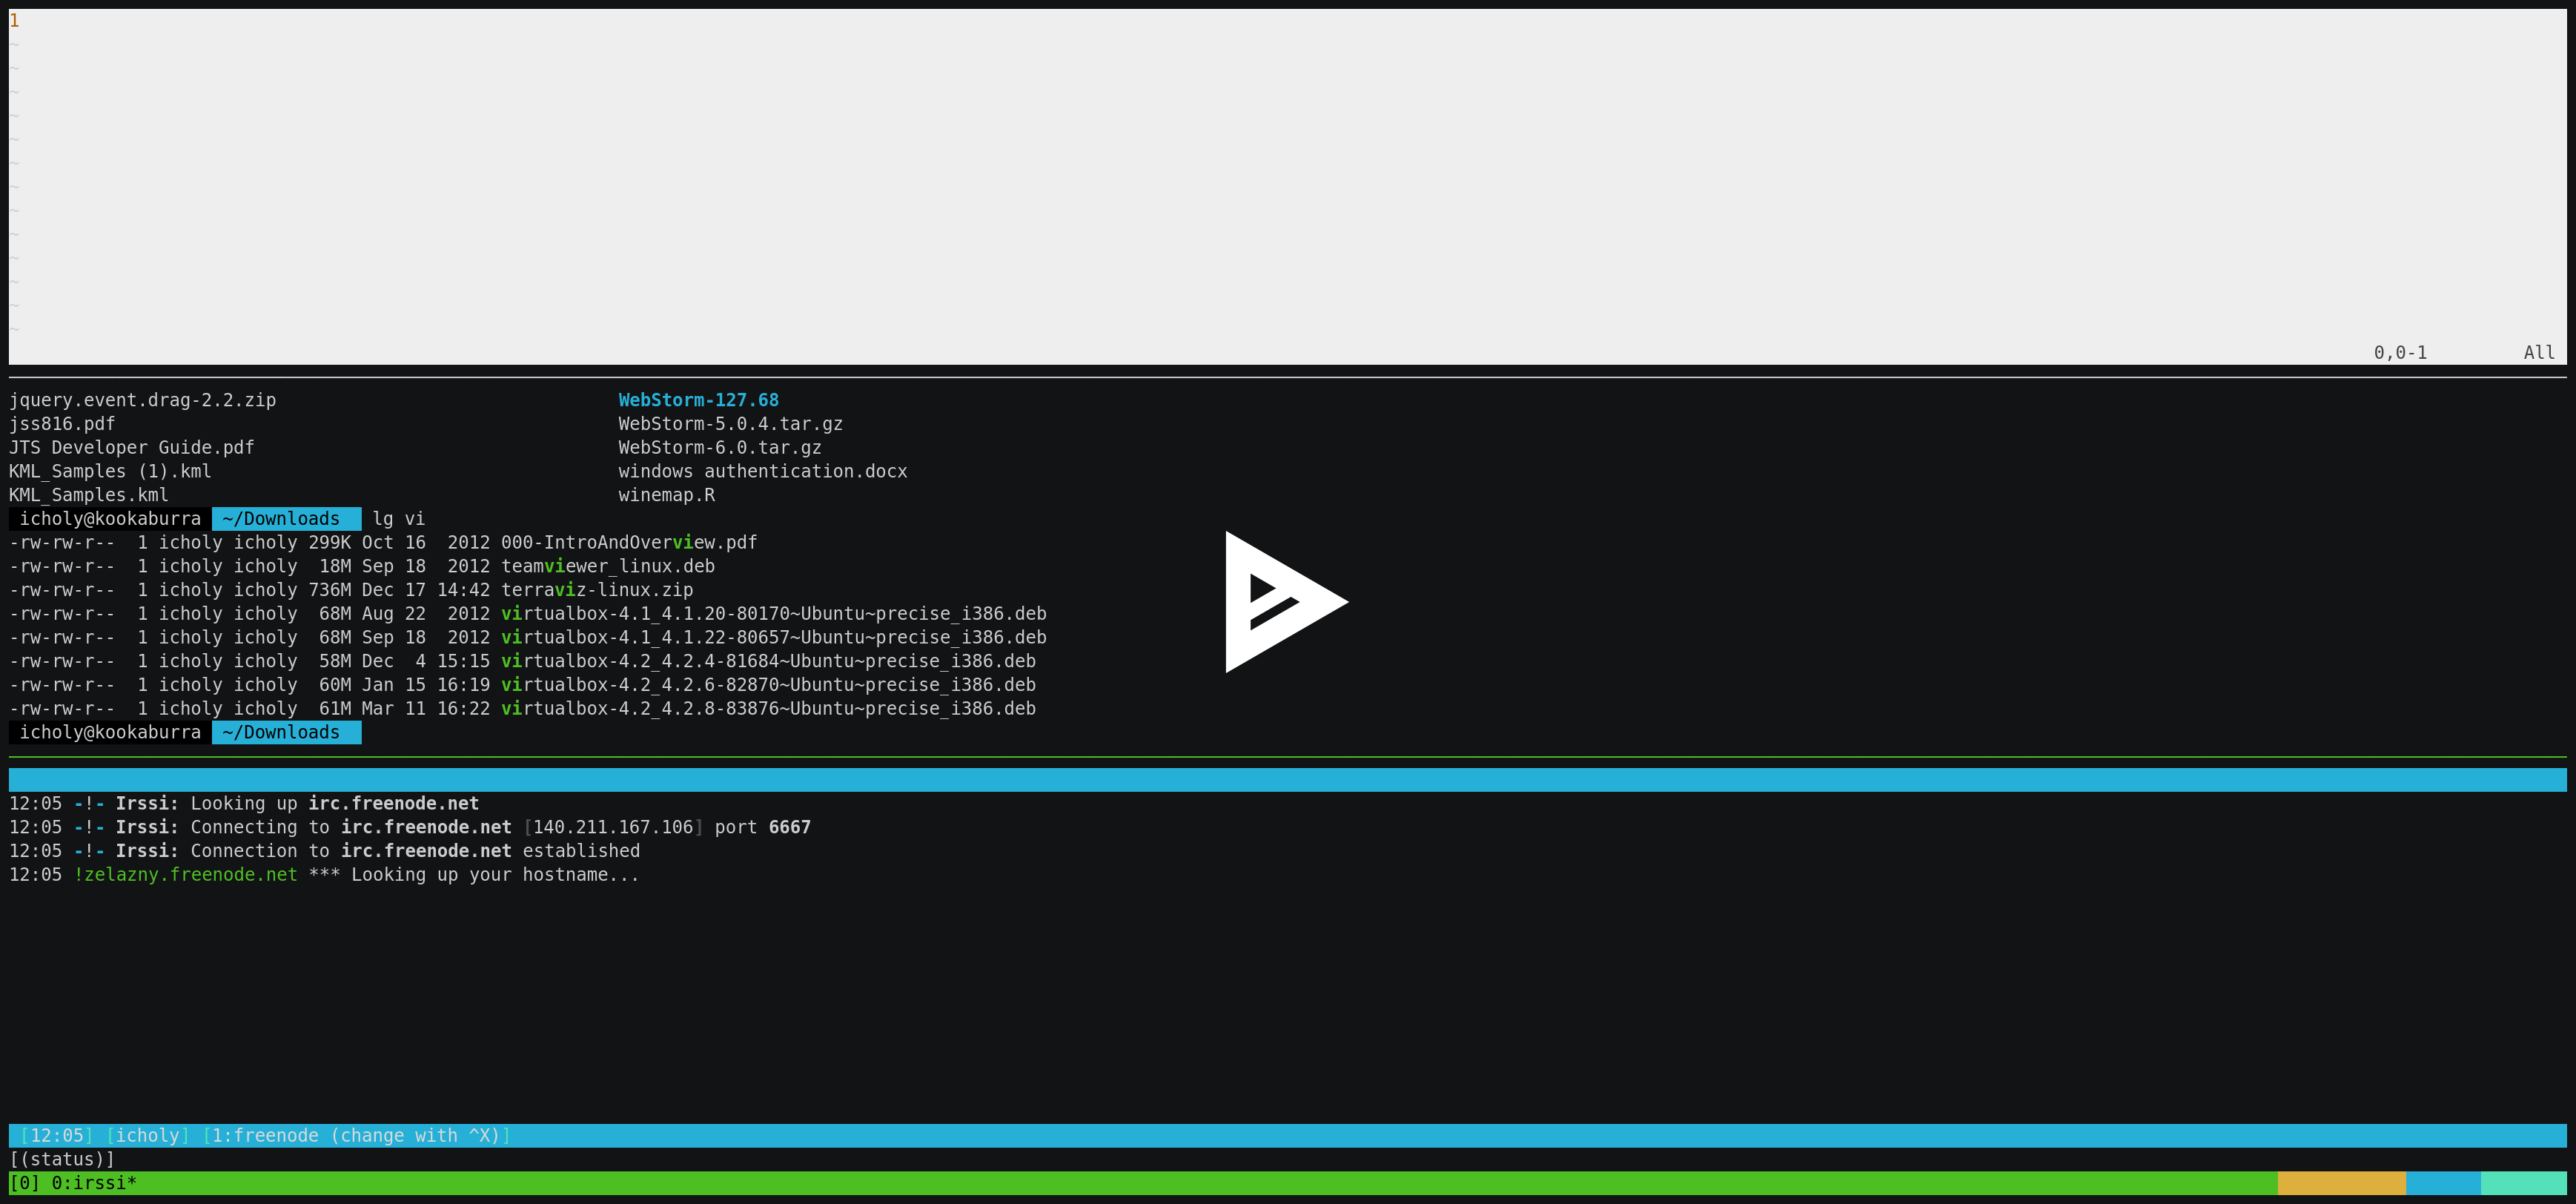 1
~
~
~
~
~
~
~
~
~
~
~
~
~
0,0-1         All
jquery.event.drag-2.2.zip                                WebStorm-127.68
jss816.pdf                                               WebStorm-5.0.4.tar.gz
JTS Developer Guide.pdf                                  WebStorm-6.0.tar.gz
KML_Samples (1).kml                                      windows authentication.docx
KML_Samples.kml                                          winemap.R
icholy@kookaburra  ~/Downloads   lg vi
-rw-rw-r--  1 icholy icholy 299K Oct 16  2012 000-IntroAndOverview.pdf
-rw-rw-r--  1 icholy icholy  18M Sep 18  2012 teamviewer_linux.deb
-rw-rw-r--  1 icholy icholy 736M Dec 17 14:42 terraviz-linux.zip
-rw-rw-r--  1 icholy icholy  68M Aug 22  2012 virtualbox-4.1_4.1.20-80170~Ubuntu~precise_i386.deb
-rw-rw-r--  1 icholy icholy  68M Sep 18  2012 virtualbox-4.1_4.1.22-80657~Ubuntu~precise_i386.deb
-rw-rw-r--  1 icholy icholy  58M Dec  4 15:15 virtualbox-4.2_4.2.4-81684~Ubuntu~precise_i386.deb
-rw-rw-r--  1 icholy icholy  60M Jan 15 16:19 virtualbox-4.2_4.2.6-82870~Ubuntu~precise_i386.deb
-rw-rw-r--  1 icholy icholy  61M Mar 11 16:22 virtualbox-4.2_4.2.8-83876~Ubuntu~precise_i386.deb
icholy@kookaburra  ~/Downloads
12:05 -!- Irssi: Looking up irc.freenode.net
12:05 -!- Irssi: Connecting to irc.freenode.net [140.211.167.106] port 6667
12:05 -!- Irssi: Connection to irc.freenode.net established
12:05 !zelazny.freenode.net *** Looking up your hostname...
[12:05] [icholy] [1:freenode (change with ^X)]
[(status)]
[0] 0:irssi*